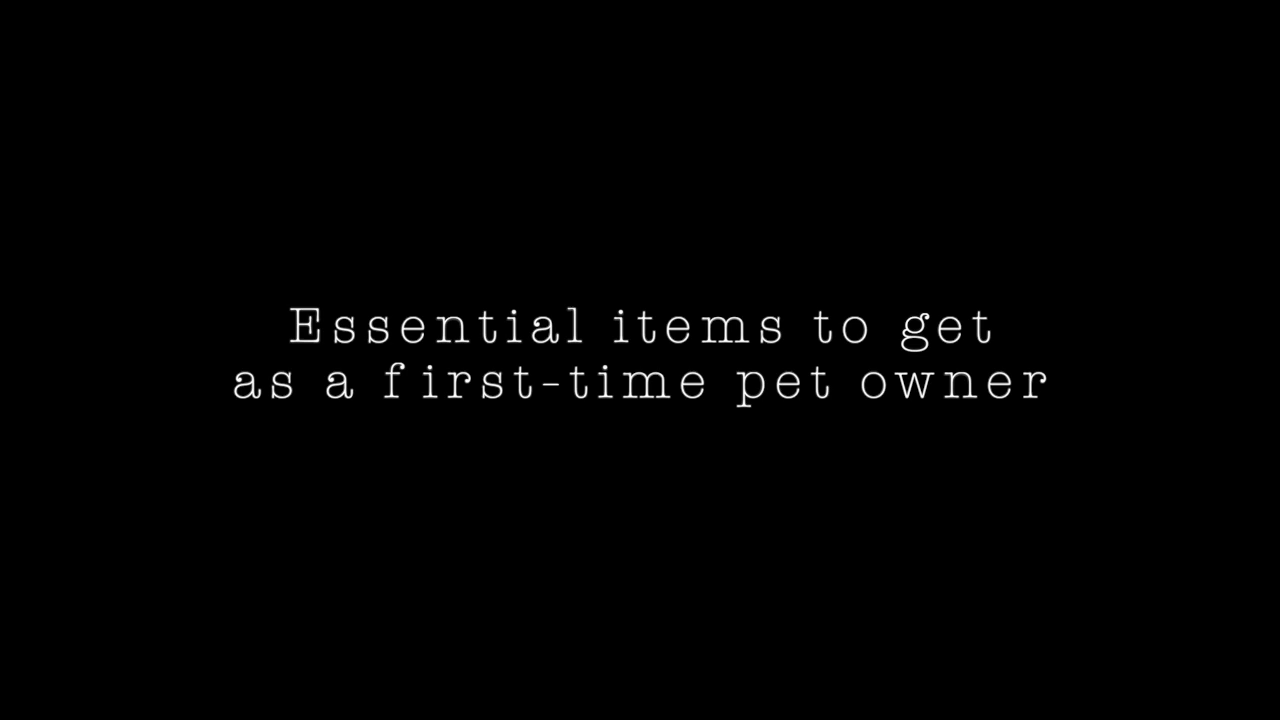 Essential items to get
as a first-time pet owner